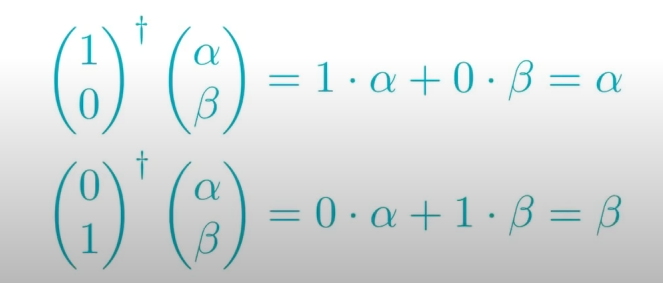 (1 0)† (α β) = 1 · α + 0 · β = α
(0 1)† (α β) = 0 · α + 1 · β = β